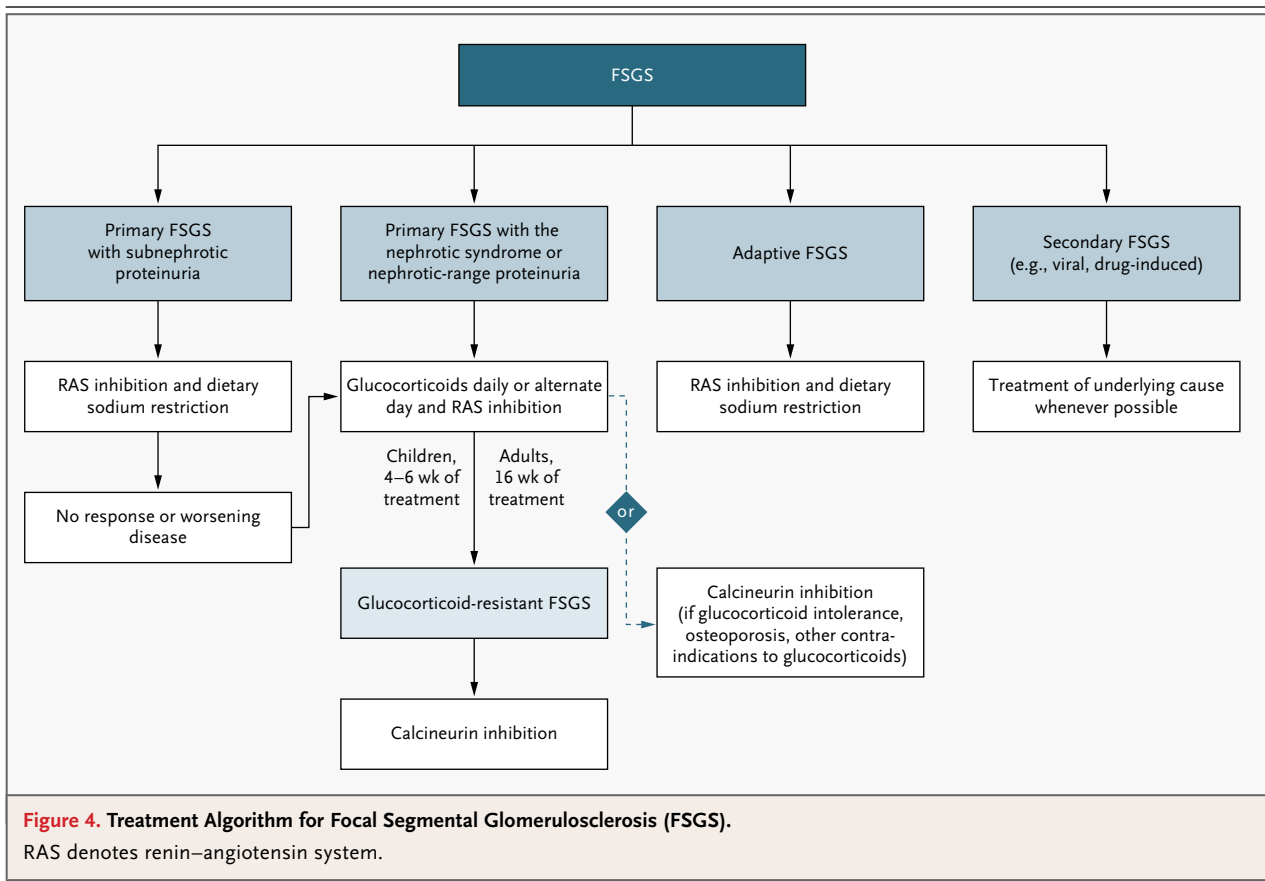 FSGS
Primary FSGS
with subnephrotic
proteinuria
Primary FSGS with the
nephrotic syndrome or
nephrotic-range proteinuria
Adaptive FSGS
Secondary FSGS
(e.g., viral, drug-induced)
RAS inhibition and dietary
sodium restriction
Glucocorticoids daily or alternate
day and RAS inhibition
RAS inhibition and dietary
sodium restriction
Treatment of underlying cause
whenever possible
No response or worsening
disease
Children,
4–6 wk of
treatment
Adults,
16 wk of
treatment
or
Glucocorticoid-resistant FSGS
Calcineurin inhibition
(if glucocorticoid intolerance,
osteoporosis, other contra-
indications to glucocorticoids)
Calcineurin inhibition
Figure 4. Treatment Algorithm for Focal Segmental Glomerulosclerosis (FSGS).
RAS denotes renin–angiotensin system.